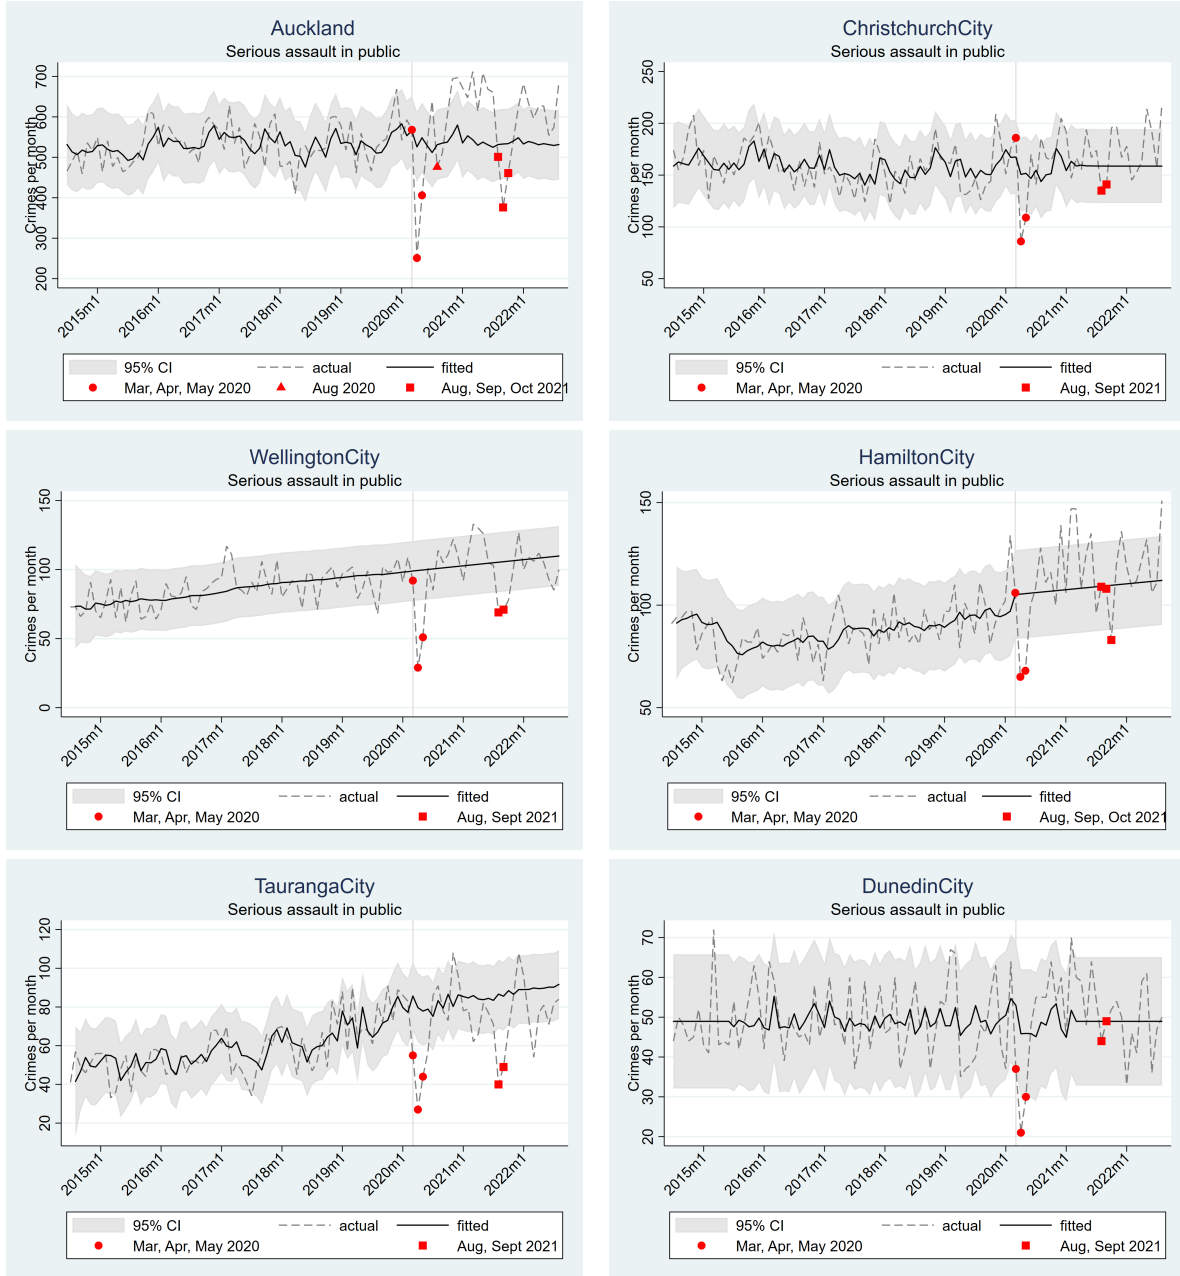 Auckland
Serious assault in public
Crimes per month
700
600
500
400
300
200
2015m1
2016m1
2017m1
2018m1
2019m1
2020m1
2021m1
2022m1
95% CI
actual
fitted
Mar, Apr, May 2020
Aug 2020
Aug, Sep, Oct 2021
ChristchurchCity
Serious assault in public
Crimes per month
250
200
150
100
50
2015m1
2016m1
2017m1
2018m1
2019m1
2020m1
2021m1
2022m1
95% CI
actual
fitted
Mar, Apr, May 2020
Aug, Sept 2021
WellingtonCity
Serious assault in public
Crimes per month
150
100
50
0
2015m1
2016m1
2017m1
2018m1
2019m1
2020m1
2021m1
2022m1
95% CI
actual
fitted
Mar, Apr, May 2020
Aug, Sept 2021
HamiltonCity
Serious assault in public
Crimes per month
150
100
50
2015m1
2016m1
2017m1
2018m1
2019m1
2020m1
2021m1
2022m1
95% CI
actual
fitted
Mar, Apr, May 2020
Aug, Sep, Oct 2021
TaurangaCity
Serious assault in public
Crimes per month
120
100
80
60
40
20
2015m1
2016m1
2017m1
2018m1
2019m1
2020m1
2021m1
2022m1
95% CI
actual
fitted
Mar, Apr, May 2020
Aug, Sept 2021
DunedinCity
Serious assault in public
Crimes per month
70
60
50
40
30
20
2015m1
2016m1
2017m1
2018m1
2019m1
2020m1
2021m1
2022m1
95% CI
actual
fitted
Mar, Apr, May 2020
Aug, Sept 2021